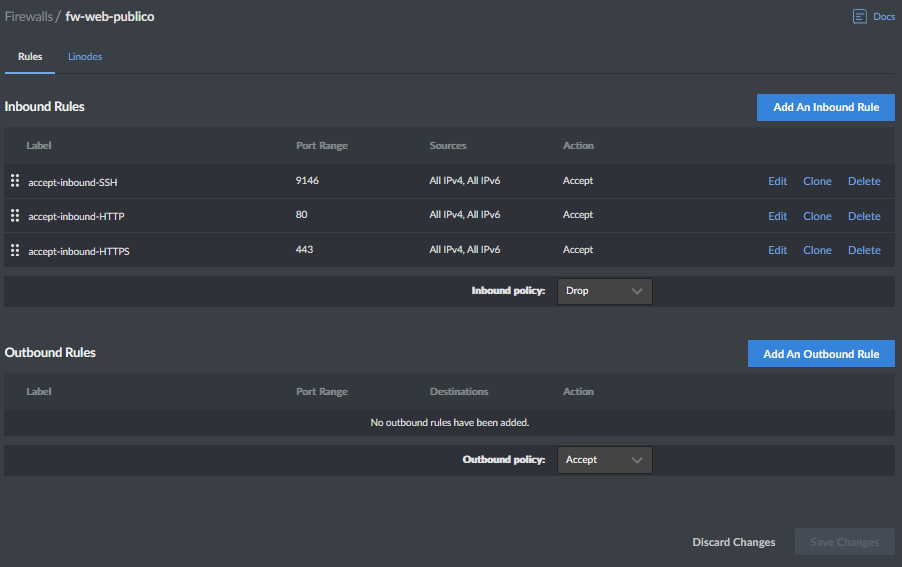 Firewalls / fw-web-publico
Docs
Rules Linodes
Inbound Rules
Add An Inbound Rule
Label Port Range Sources Action
accept-inbound-SSH 9146 All IPv4, All IPv6 Accept Edit Clone Delete
accept-inbound-HTTP 80 All IPv4, All IPv6 Accept Edit Clone Delete
accept-inbound-HTTPS 443 All IPv4, All IPv6 Accept Edit Clone Delete
Inbound policy: Drop
Outbound Rules
Add An Outbound Rule
Label Port Range Destinations Action
No outbound rules have been added.
Outbound policy: Accept
Discard Changes Save Changes